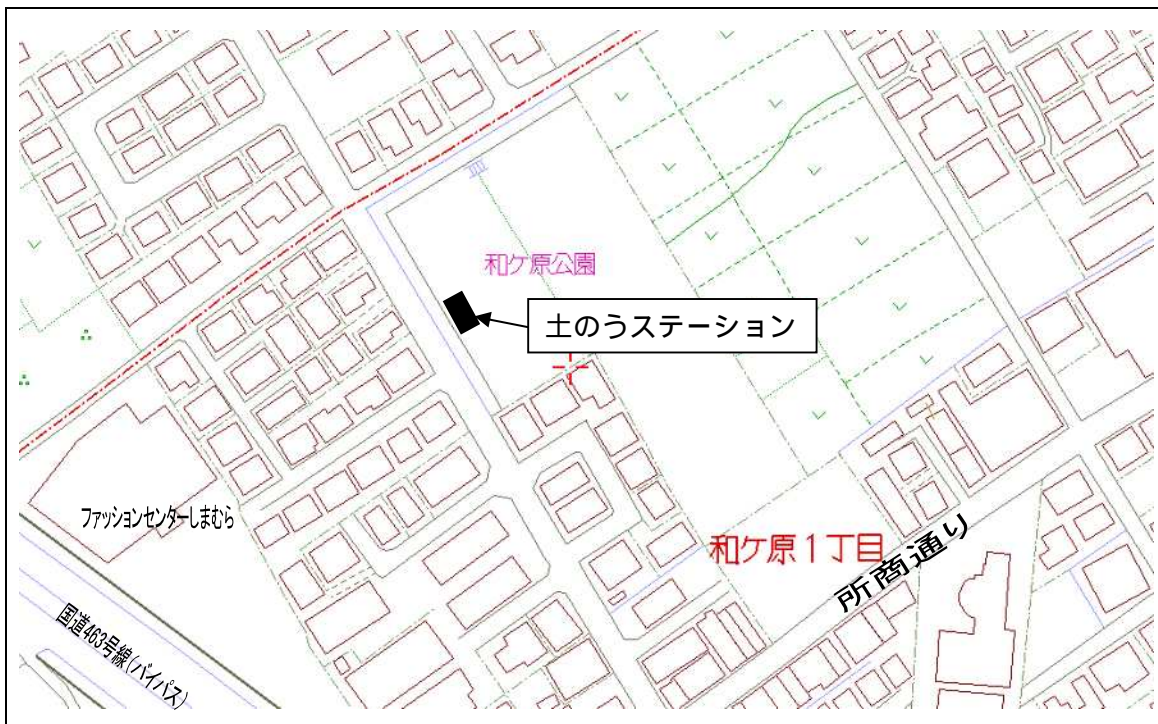 和ケ原公園
土のうステーション
ファッションセンターしまむら
和ケ原1丁目
所商通り
国道463号線(バイパス)